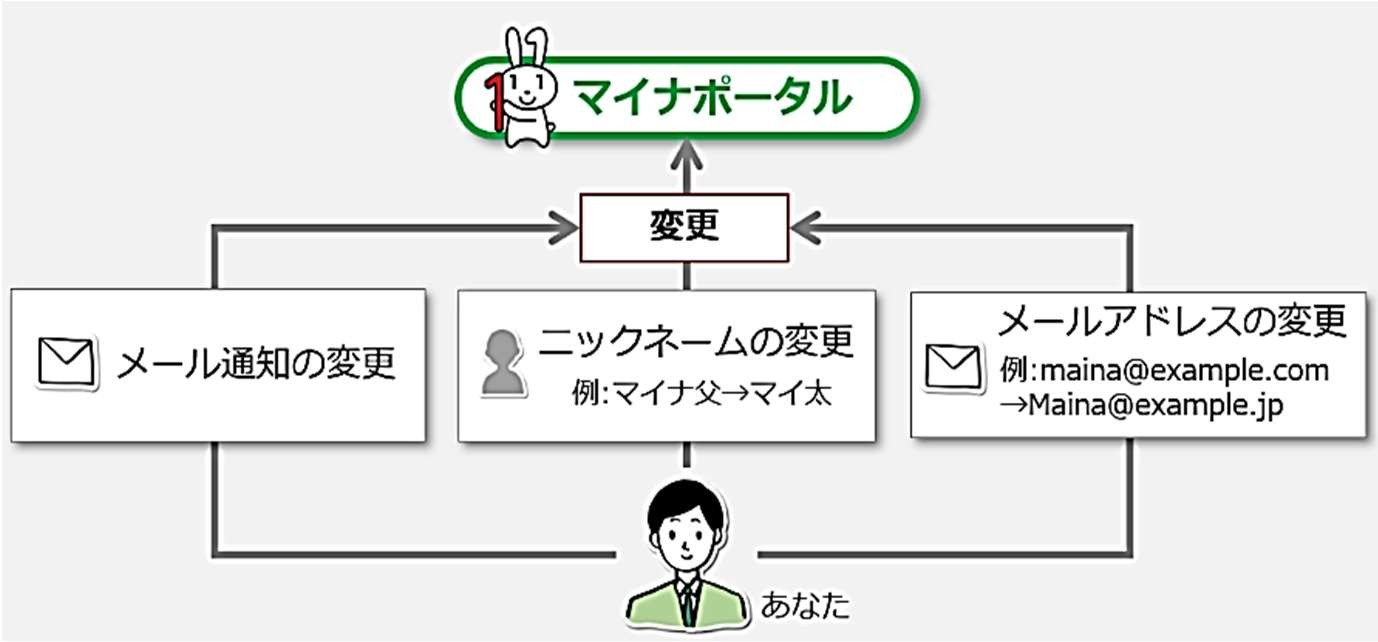 マイナポータル
変更
メール通知の変更
ニックネームの変更
例:マイナ父→マイ太
メールアドレスの変更
例:maina@example.com
→Maina@example.jp
あなた